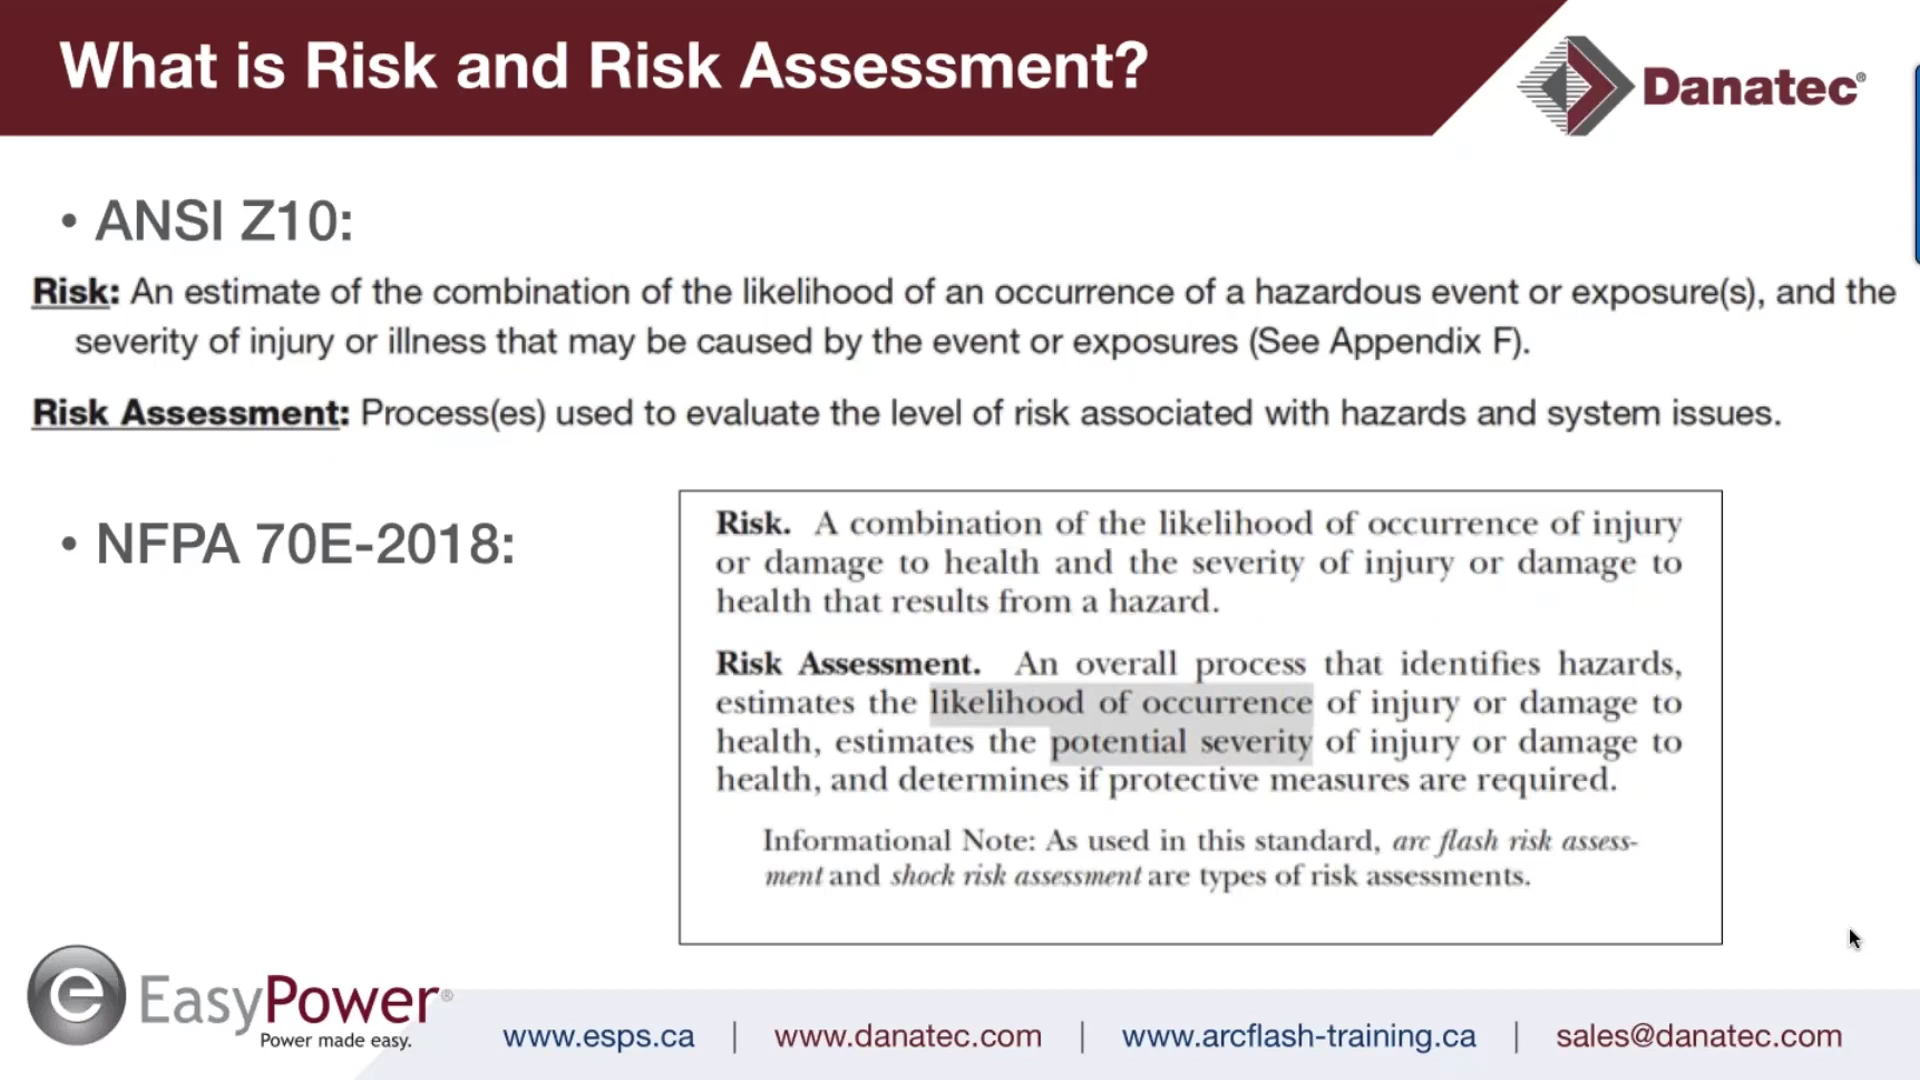 What is Risk and Risk Assessment?
Danatec®
• ANSI Z10:
Risk: An estimate of the combination of the likelihood of an occurrence of a hazardous event or exposure(s), and the
severity of injury or illness that may be caused by the event or exposures (See Appendix F).
Risk Assessment: Process(es) used to evaluate the level of risk associated with hazards and system issues.
• NFPA 70E-2018:
Risk. A combination of the likelihood of occurrence of injury
or damage to health and the severity of injury or damage to
health that results from a hazard.
Risk Assessment. An overall process that identifies hazards,
estimates the likelihood of occurrence of injury or damage to
health, estimates the potential severity of injury or damage to
health, and determines if protective measures are required.
Informational Note: As used in this standard, arc flash risk assess-
ment and shock risk assessment are types of risk assessments.
e EasyPower®
Power made easy.
www.esps.ca | www.danatec.com | www.arcflash-training.ca | sales@danatec.com